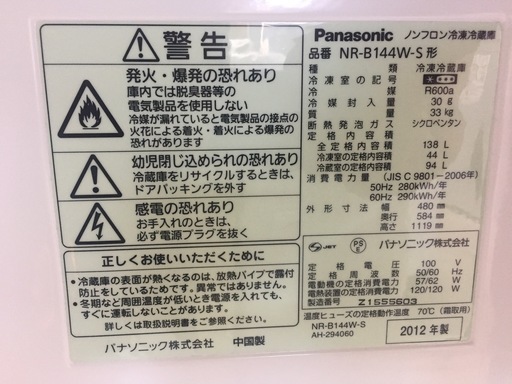 警告
発火・爆発の恐れあり
庫内では脱臭器等の
電気製品を使用しない
冷媒が漏れていると電気製品の接点の
火花による着火・着火による爆発の
恐れがあります
幼児閉じ込められの恐れあり
冷蔵庫をリサイクルするときは、
ドアパッキングを外す
感電の恐れあり
お手入れのときは、
必ず電源プラグを抜く
正しくお使いいただくために
●冷蔵庫の表面が熱くなるのは、放熱パイプで露付
防止をしているためです。異常ではありません。
●冬期など周囲温度が低いとき電源を入れても、
すぐに運転しないことがあります。
詳しくは取扱説明書をご参照ください。
パナソニック株式会社 中国製
Panasonic ノンフロン冷凍冷蔵庫
品番 NR-B144W-S形
種類 冷凍冷蔵庫
冷凍室の記号
冷媒 R600a
冷媒封入量 30g
質量 33kg
断熱発泡ガス シクロペンタン
定格内容積
全定格内容積 138 L
冷凍室の定格内容積 44 L
冷蔵室の定格内容積 94 L
消費電力量 (JIS C 9801-2006年)
50Hz 280kWh/年
60Hz 290kWh/年
外形寸法 幅 480㎜
奥行 584㎜
高さ 1119㎜
JET PS E パナソニック株式会社
定格電圧 100 V
定格周波数 50/60 Hz
電動機の定格消費電力 57/62 W
電熱装置の定格消費電力 120/120 W
製造番号 Z1555603
温度ヒューズの定格動作温度 70℃(霜取用)
NR-B144W-S
AH-294060
2012年製